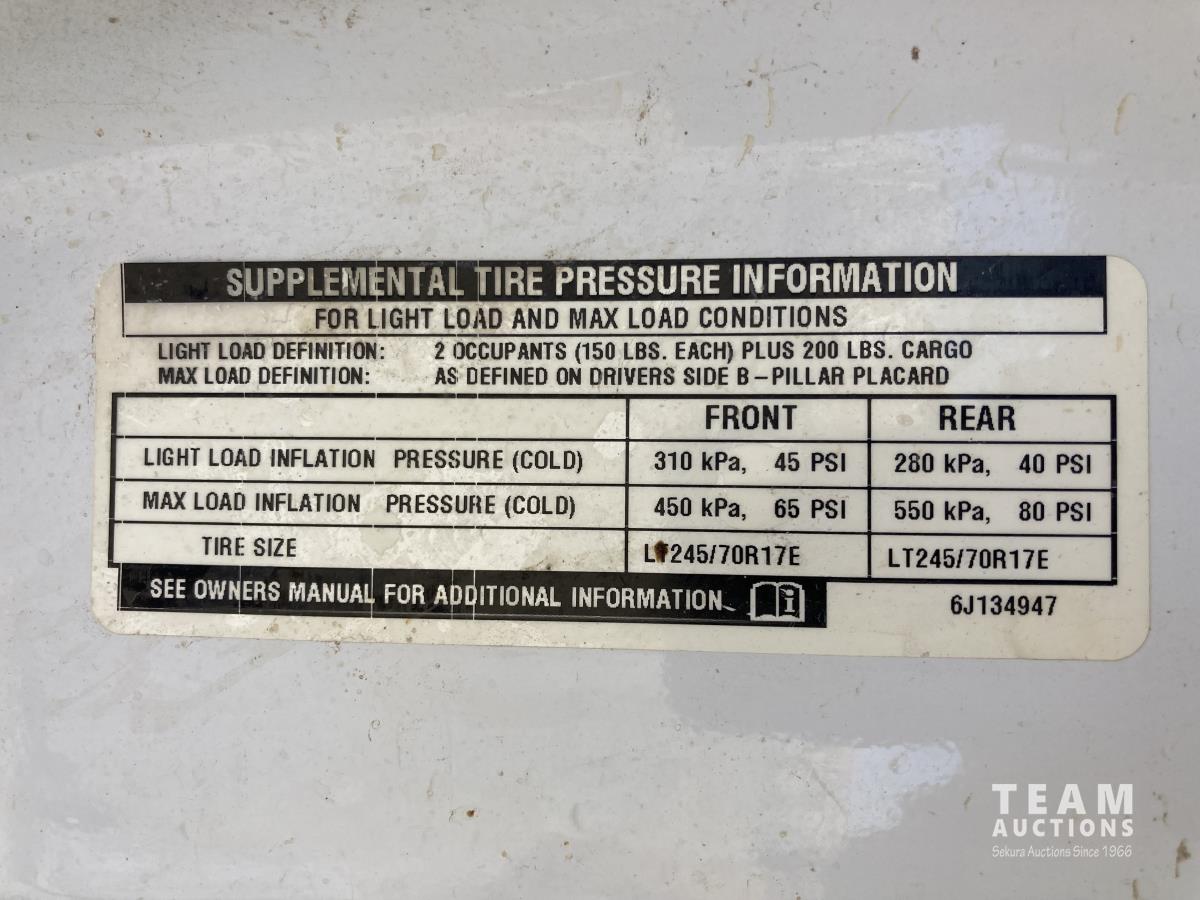 SUPPLEMENTAL TIRE PRESSURE INFORMATION
FOR LIGHT LOAD AND MAX LOAD CONDITIONS
LIGHT LOAD DEFINITION: 2 OCCUPANTS (150 LBS. EACH) PLUS 200 LBS. CARGO
MAX LOAD DEFINITION: AS DEFINED ON DRIVERS SIDE B-PILLAR PLACARD
FRONT REAR
LIGHT LOAD INFLATION PRESSURE (COLD) 310 kPa, 45 PSI 280 kPa, 40 PSI
MAX LOAD INFLATION PRESSURE (COLD) 450 kPa, 65 PSI 550 kPa, 80 PSI
TIRE SIZE LT245/70R17E LT245/70R17E
SEE OWNERS MANUAL FOR ADDITIONAL INFORMATION
6J134947
TEAM
AUCTIONS
Sekura Auctions Since 1966